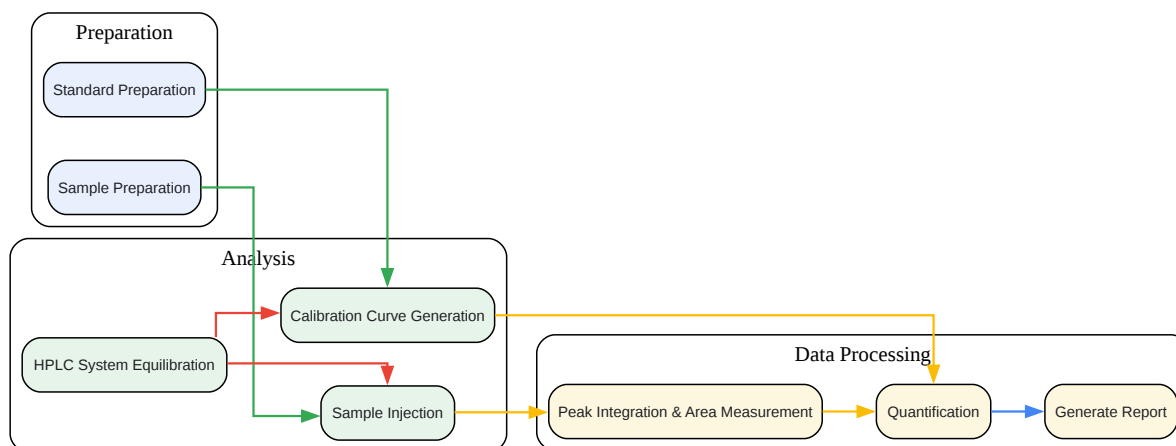 Preparation
Standard Preparation
Sample Preparation
Analysis
Calibration Curve Generation
HPLC System Equilibration
Sample Injection
Data Processing
Peak Integration & Area Measurement
Quantification
Generate Report